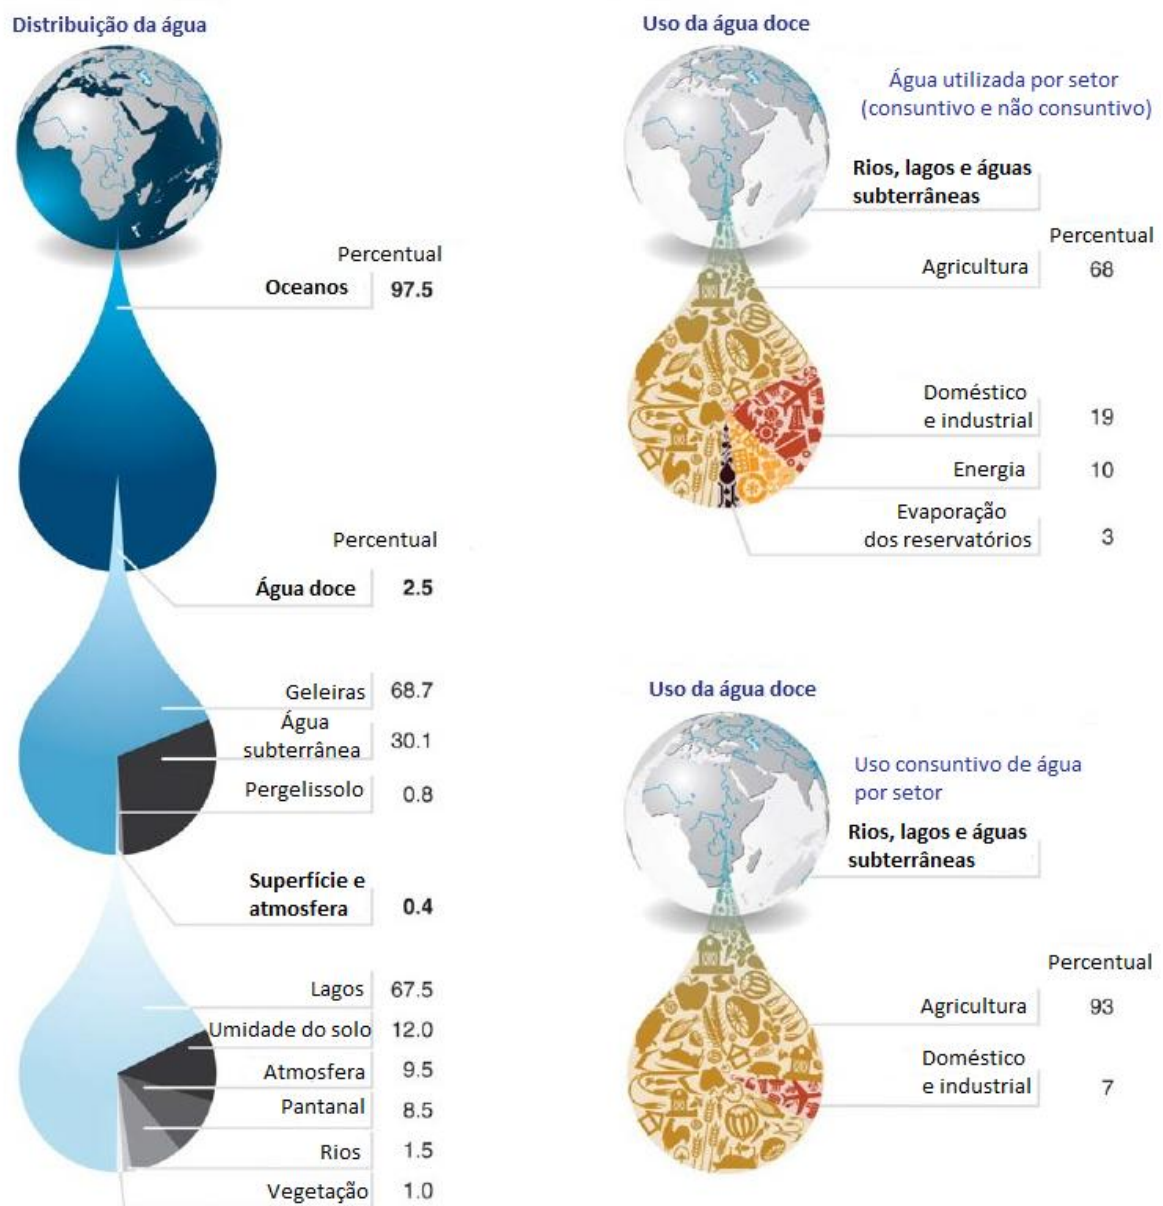 Distribuição da água
Percentual
Oceanos 97.5
Percentual
Água doce 2.5
Geleiras 68.7
Água
subterrânea 30.1
Pergelissolo 0.8
Superfície e
atmosfera 0.4
Lagos 67.5
Umidade do solo 12.0
Atmosfera 9.5
Pantanal 8.5
Rios 1.5
Vegetação 1.0
Uso da água doce
Água utilizada por setor
(consuntivo e não consuntivo)
Rios, lagos e águas
subterrâneas
Percentual
Agricultura 68
Doméstico
e industrial 19
Energia 10
Evaporação
dos reservatórios 3
Uso da água doce
Uso consuntivo de água
por setor
Rios, lagos e águas
subterrâneas
Percentual
Agricultura 93
Doméstico
e industrial 7